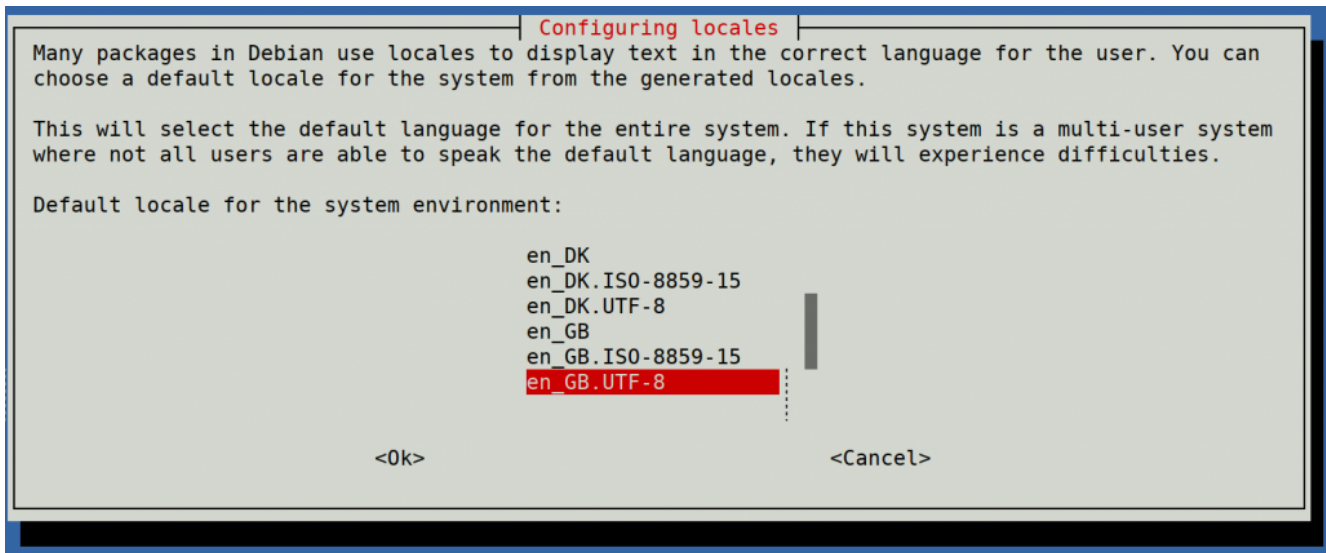 Configuring locales
Many packages in Debian use locales to display text in the correct language for the user. You can
choose a default locale for the system from the generated locales.
This will select the default language for the entire system. If this system is a multi-user system
where not all users are able to speak the default language, they will experience difficulties.
Default locale for the system environment:
en_DK
en_DK.ISO-8859-15
en_DK.UTF-8
en_GB
en_GB.ISO-8859-15
en_GB.UTF-8
<Ok> <Cancel>